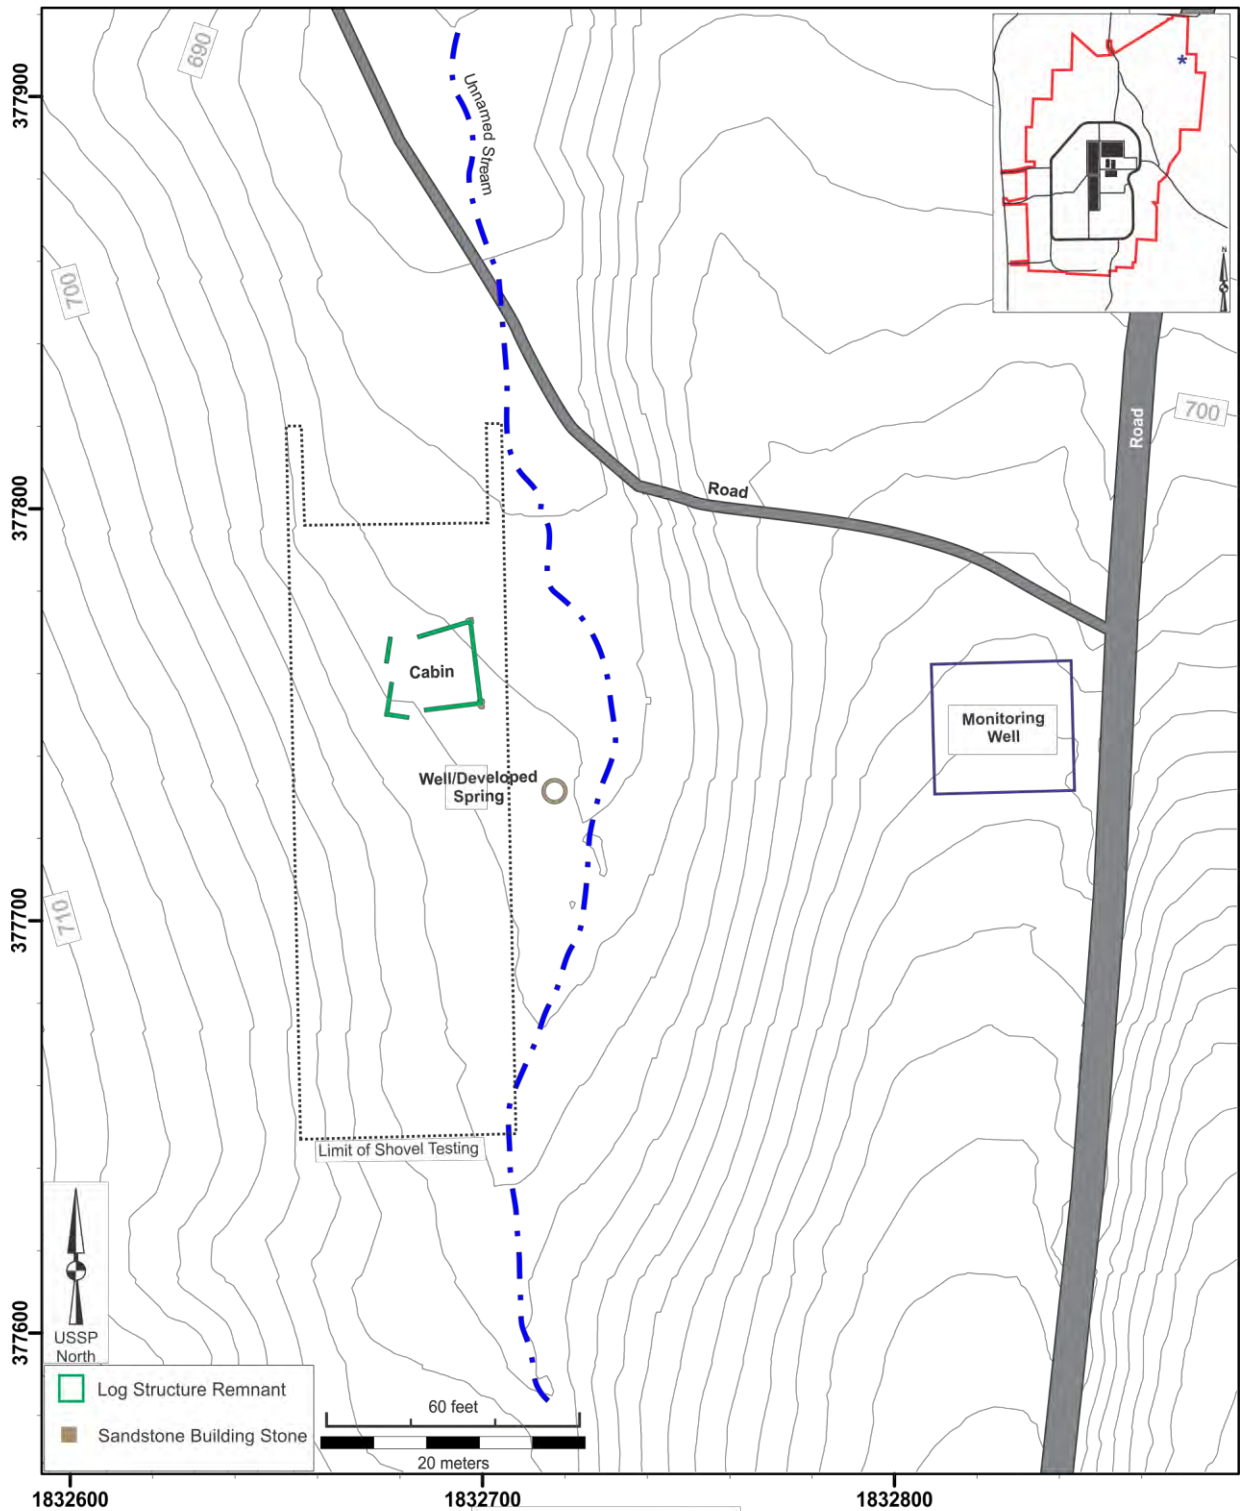 690
Unnamed Stream
*
N
377900
700
700
Road
377800
Road
Cabin
Monitoring
Well
Well/Developed
Spring
710
377700
Limit of Shovel Testing
USSP
North
377600
Log Structure Remnant
Sandstone Building Stone
60 feet
20 meters
1832600
1832700
1832800